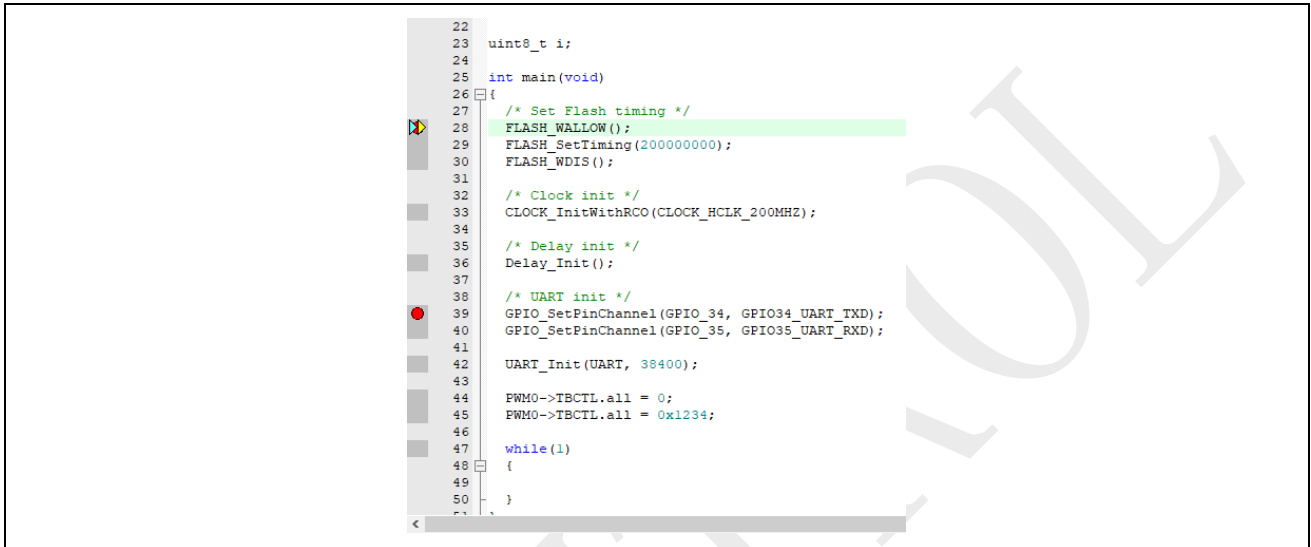 22
23 uint8_t i;
24
25 int main(void)
26 {
27 /* Set Flash timing */
28 FLASH_WALLOW();
29 FLASH_SetTiming(200000000);
30 FLASH_WDIS();
31
32 /* Clock init */
33 CLOCK_InitWithRCO(CLOCK_HCLK_200MHZ);
34
35 /* Delay init */
36 Delay_Init();
37
38 /* UART init */
39 GPIO_SetPinChannel(GPIO_34, GPIO34_UART_TXD);
40 GPIO_SetPinChannel(GPIO_35, GPIO35_UART_RXD);
41
42 UART_Init(UART, 38400);
43
44 PWM0->TBCTL.all = 0;
45 PWM0->TBCTL.all = 0x1234;
46
47 while(1)
48 {
49
50 }